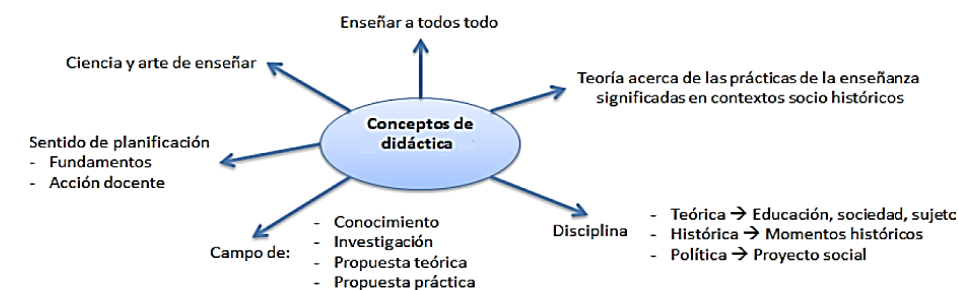 Enseñar a todos todo
Ciencia y arte de enseñar
Teoría acerca de las prácticas de la enseñanza
significadas en contextos socio históricos
Conceptos de
didáctica
Sentido de planificación
- Fundamentos
- Acción docente
Campo de:
- Conocimiento
- Investigación
- Propuesta teórica
- Propuesta práctica
Disciplina
- Teórica → Educación, sociedad, sujeto
- Histórica → Momentos históricos
- Política → Proyecto social